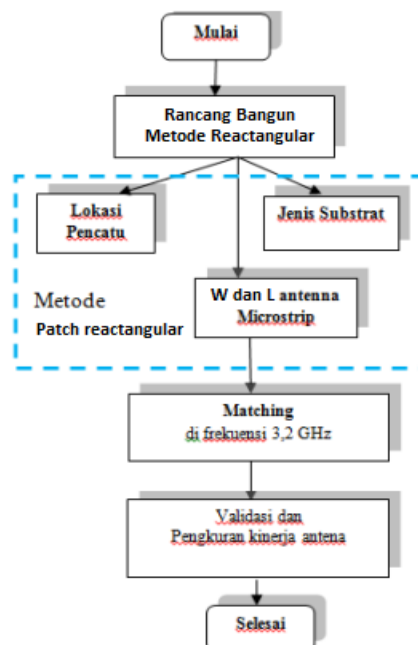 Mulai
Rancang Bangun
Metode Reactangular
Lokasi
Pencatu
Jenis Substrat
Metode
Patch reactangular
W dan L antenna
Microstrip
Matching
di frekuensi 3,2 GHz
Validasi dan
Pengkuran kinerja antena
Selesai